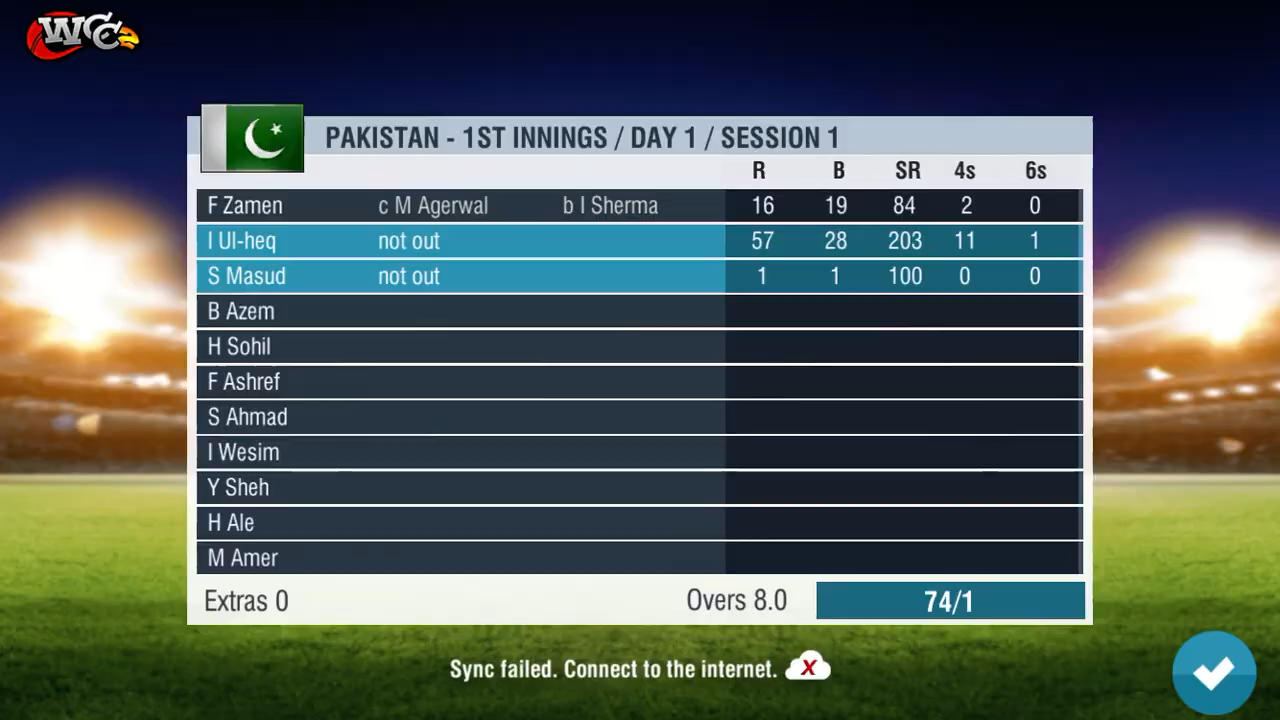 WCC
PAKISTAN - 1ST INNINGS / DAY 1 / SESSION 1
R B SR 4s 6s
F Zamen c M Agerwal b I Sherma 16 19 84 2 0
I Ul-heq not out 57 28 203 11 1
S Masud not out 1 1 100 0 0
B Azem
H Sohil
F Ashref
S Ahmad
I Wesim
Y Sheh
H Ale
M Amer
Extras 0 Overs 8.0 74/1
Sync failed. Connect to the internet. X